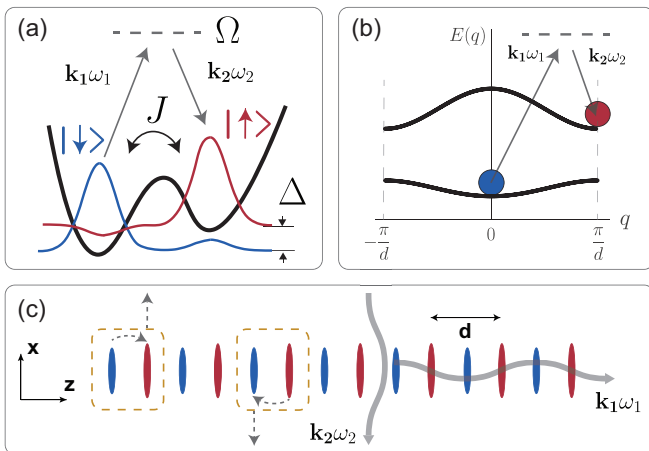 (a)
Ω
k₁ω₁
k₂ω₂
|↓⟩
J
|↑⟩
Δ
(b)
E(q)
k₁ω₁
k₂ω₂
−π/d
0
π/d
q
(c)
x
z
d
k₂ω₂
k₁ω₁